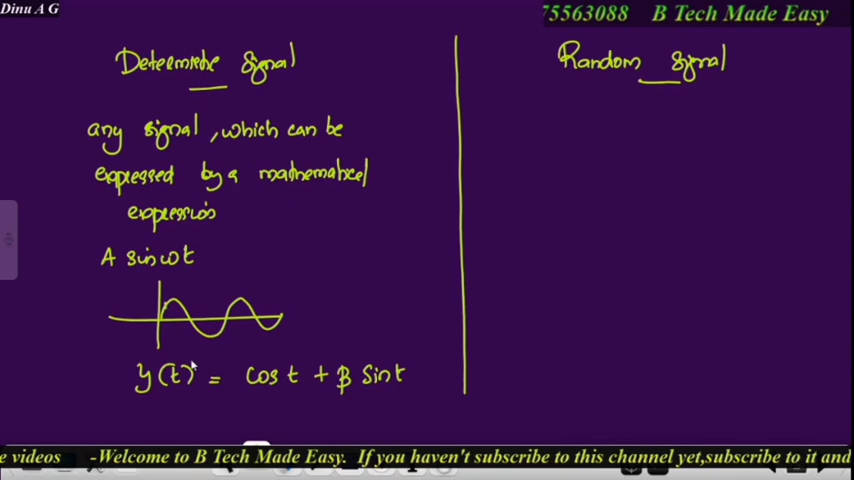 Dinu A G
75563088 B Tech Made Easy
Determinstic Signal
any signal, which can be
expressed by a mathematical
expression
A sin ωt
y(t) = cos t + β sin t
Random signal
e videos -Welcome to B Tech Made Easy. If you haven't subscribe to this channel yet,subscribe to it and